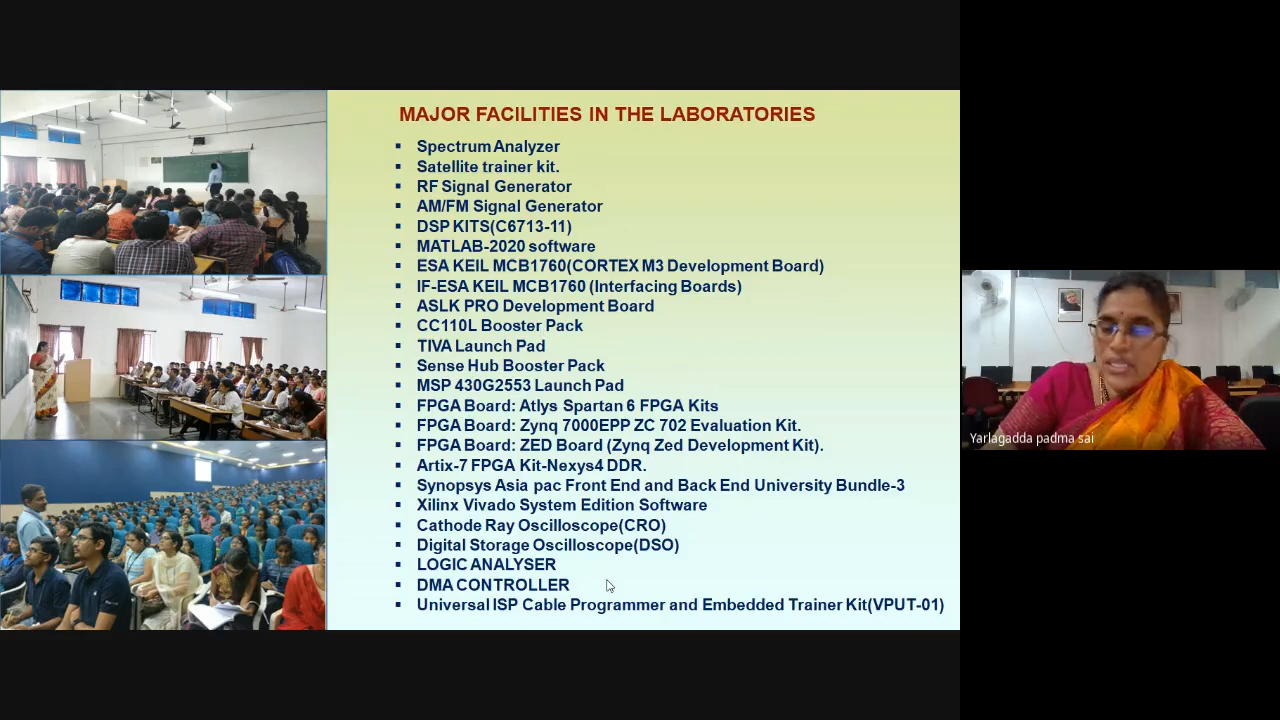 MAJOR FACILITIES IN THE LABORATORIES
Spectrum Analyzer
Satellite trainer kit.
RF Signal Generator
AM/FM Signal Generator
DSP KITS(C6713-11)
MATLAB-2020 software
ESA KEIL MCB1760(CORTEX M3 Development Board)
IF-ESA KEIL MCB1760 (Interfacing Boards)
ASLK PRO Development Board
CC110L Booster Pack
TIVA Launch Pad
Sense Hub Booster Pack
MSP 430G2553 Launch Pad
FPGA Board: Atlys Spartan 6 FPGA Kits
FPGA Board: Zynq 7000EPP ZC 702 Evaluation Kit.
FPGA Board: ZED Board (Zynq Zed Development Kit).
Artix-7 FPGA Kit-Nexys4 DDR.
Synopsys Asia pac Front End and Back End University Bundle-3
Xilinx Vivado System Edition Software
Cathode Ray Oscilloscope(CRO)
Digital Storage Oscilloscope(DSO)
LOGIC ANALYSER
DMA CONTROLLER
Universal ISP Cable Programmer and Embedded Trainer Kit(VPUT-01)
Yarlagadda padma sai